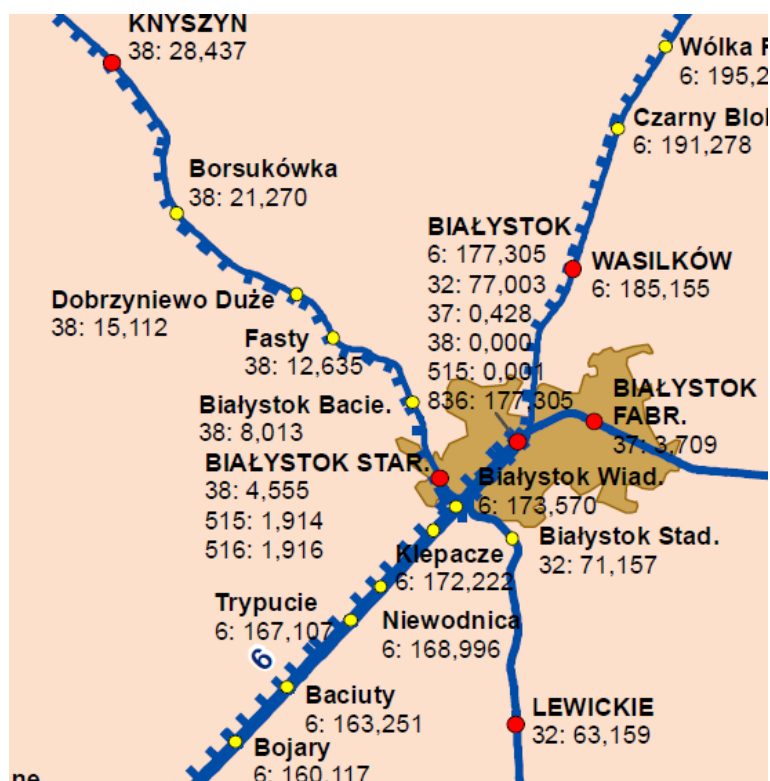 KNYSZYN
38: 28,437
Wólka F
6: 195,2
Czarny Blo
6: 191,278
Borsukówka
38: 21,270
BIAŁYSTOK
6: 177,305
32: 77,003
37: 0,428
38: 0,000
515: 0,001
836: 177,305
WASILKÓW
6: 185,155
Dobrzyniewo Duże
38: 15,112
Fasty
38: 12,635
BIAŁYSTOK
FABR.
37: 3,709
Białystok Bacie.
38: 8,013
BIAŁYSTOK STAR.
38: 4,555
515: 1,914
516: 1,916
Białystok Wiad.
6: 173,570
Klepacze
6: 172,222
Białystok Stad.
32: 71,157
Trypucie
6: 167,107
Niewodnica
6: 168,996
6
Baciuty
6: 163,251
LEWICKIE
32: 63,159
Bojary
6: 160,117
ne